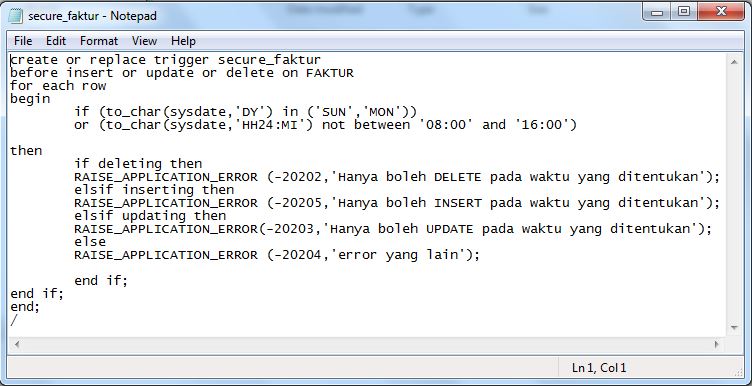 secure_faktur - Notepad
File Edit Format View Help
create or replace trigger secure_faktur
before insert or update or delete on FAKTUR
for each row
begin
if (to_char(sysdate,'DY') in ('SUN','MON'))
or (to_char(sysdate,'HH24:MI') not between '08:00' and '16:00')
then
if deleting then
RAISE_APPLICATION_ERROR (-20202,'Hanya boleh DELETE pada waktu yang ditentukan');
elsif inserting then
RAISE_APPLICATION_ERROR (-20205,'Hanya boleh INSERT pada waktu yang ditentukan');
elsif updating then
RAISE_APPLICATION_ERROR(-20203,'Hanya boleh UPDATE pada waktu yang ditentukan');
else
RAISE_APPLICATION_ERROR (-20204,'error yang lain');
end if;
end if;
end;
/
Ln 1, Col 1